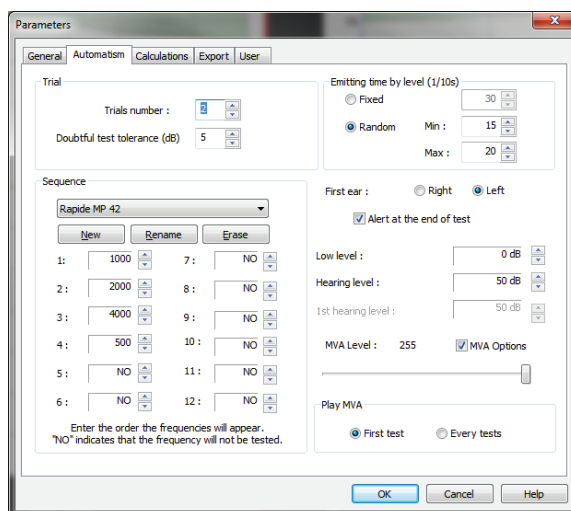 Parameters
General Automatism Calculations Export User
Trial
Trials number : 2
Doubtful test tolerance (dB) 5
Emitting time by level (1/10s)
Fixed 30
Random Min : 15
Max : 20
Sequence
Rapide MP 42
New Rename Erase
1: 1000 7 : NO
2 : 2000 8 : NO
3 : 4000 9 : NO
4 : 500 10 : NO
5 : NO 11 : NO
6 : NO 12 : NO
Enter the order the frequencies will appear.
"NO" indicates that the frequency will not be tested.
First ear : Right Left
Alert at the end of test
Low level : 0 dB
Hearing level : 50 dB
1st hearing level : 50 dB
MVA Level : 255 MVA Options
Play MVA
First test Every tests
OK Cancel Help